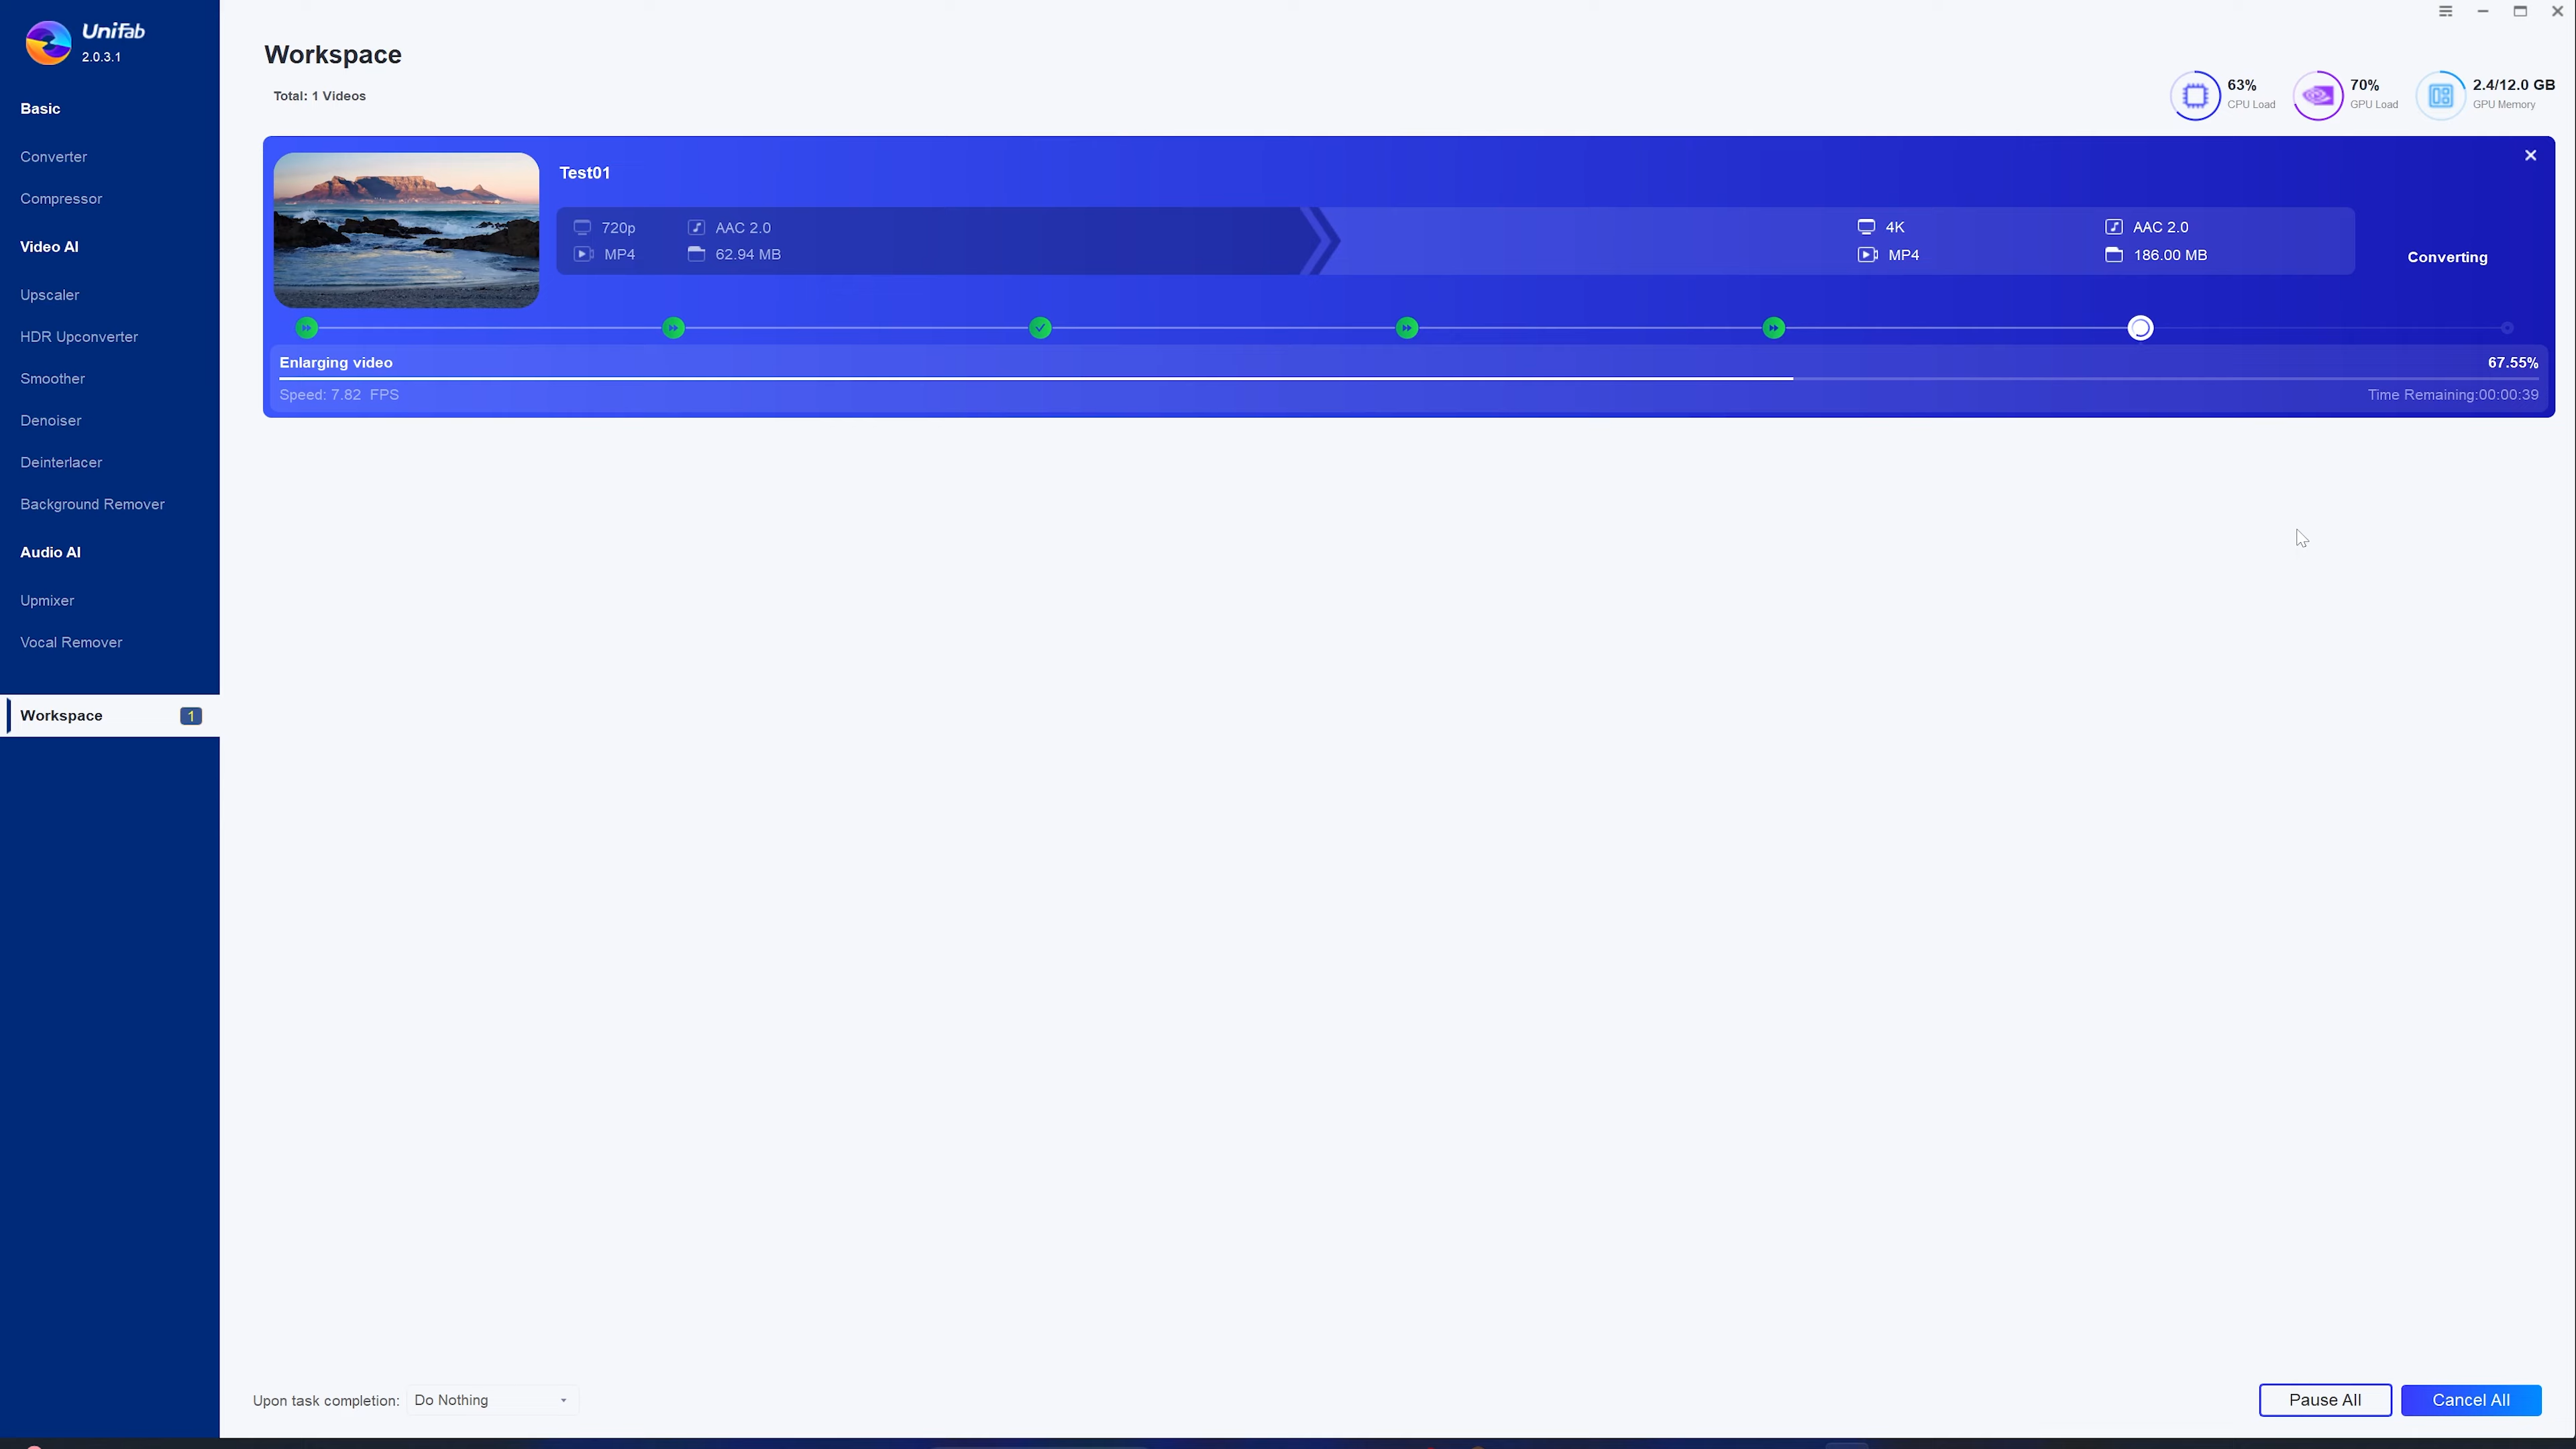 Unifab
2.0.3.1
Basic
Converter
Compressor
Video AI
Upscaler
HDR Upconverter
Smoother
Denoiser
Deinterlacer
Background Remover
Audio AI
Upmixer
Vocal Remover
Workspace 1
Workspace
Total: 1 Videos
63%
CPU Load
70%
GPU Load
2.4/12.0 GB
GPU Memory
Test01
720p AAC 2.0
MP4 62.94 MB
4K AAC 2.0
MP4 186.00 MB
Converting
Enlarging video 67.55%
Speed: 7.82 FPS Time Remaining:00:00:39
Upon task completion: Do Nothing
Pause All Cancel All